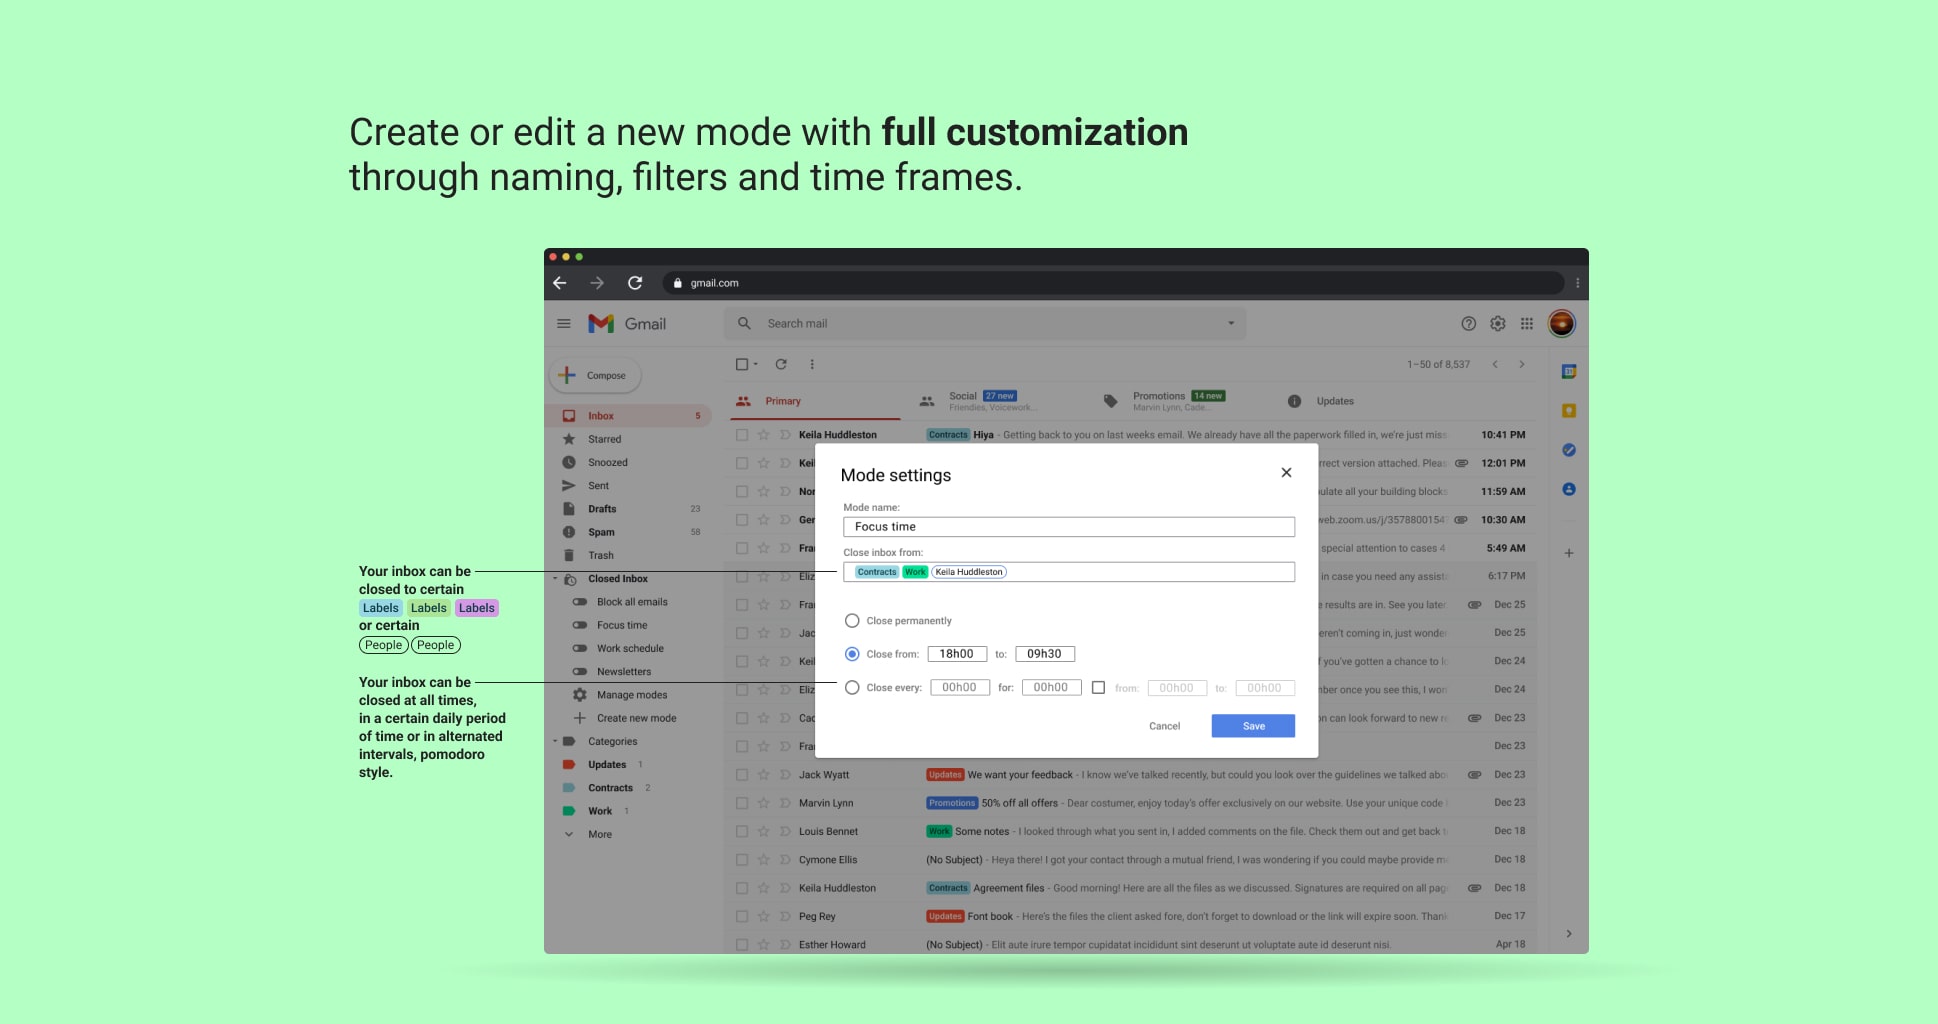 Create or edit a new mode with full customization
through naming, filters and time frames.
gmail.com
Gmail
Search mail
Compose
1–50 of 8,537
Primary
Social 27 new
Friendies, Voicework...
Promotions 14 new
Marvin Lynn, Cade...
Updates
Inbox 5
Starred
Snoozed
Sent
Drafts 23
Spam 58
Trash
Closed Inbox
Block all emails
Focus time
Work schedule
Newsletters
Manage modes
Create new mode
Categories
Updates 1
Contracts 2
Work 1
More
Keila Huddleston Contracts Hiya - Getting back to you on last weeks email. We already have all the paperwork filled in, we're just miss 10:41 PM
Kei rrect version attached. Pleas 12:01 PM
Nor ulate all your building blocks 11:59 AM
Ger web.zoom.us/j/3578800154 10:30 AM
Fra special attention to cases 4 5:49 AM
Eliz in case you need any assist 6:17 PM
Fra e results are in. See you later Dec 25
Jac eren't coming in, just wonde Dec 25
Kei f you've gotten a chance to lo Dec 24
Eliz ber once you see this, I won Dec 24
Cac on can look forward to new re Dec 23
Fra Dec 23
Jack Wyatt Updates We want your feedback - I know we've talked recently, but could you look over the guidelines we talked abo Dec 23
Marvin Lynn Promotions 50% off all offers - Dear costumer, enjoy today's offer exclusively on our website. Use your unique code Dec 23
Louis Bennet Work Some notes - I looked through what you sent in, I added comments on the file. Check them out and get back t Dec 18
Cymone Ellis (No Subject) - Heya there! I got your contact through a mutual friend, I was wondering if you could maybe provide me Dec 18
Keila Huddleston Contracts Agreement files - Good morning! Here are all the files as we discussed. Signatures are required on all pag Dec 18
Peg Rey Updates Font book - Here's the files the client asked fore, don't forget to download or the link will expire soon. Than Dec 17
Esther Howard (No Subject) - Elit aute irure tempor cupidatat incididunt sint deserunt ut voluptate aute id deserunt nisi. Apr 18
Mode settings
Mode name:
Focus time
Close inbox from:
Contracts Work Keila Huddleston
Close permanently
Close from: 18h00 to: 09h30
Close every: 00h00 for: 00h00 from: 00h00 to: 00h00
Cancel
Save
Your inbox can be
closed to certain
Labels Labels Labels
or certain
People People
Your inbox can be
closed at all times,
in a certain daily period
of time or in alternated
intervals, pomodoro
style.